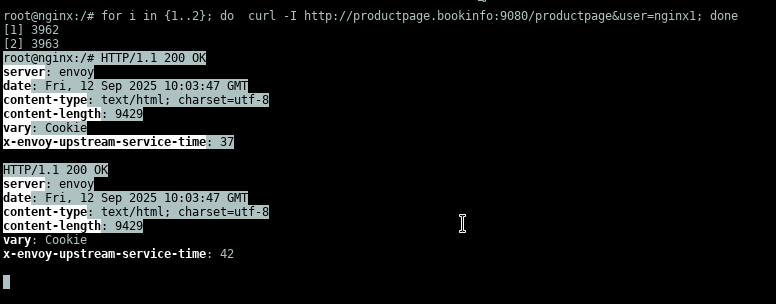 root@nginx:/# for i in {1..2}; do  curl -I http://productpage.bookinfo:9080/productpage&user=nginx1; done
[1] 3962
[2] 3963
root@nginx:/# HTTP/1.1 200 OK
server: envoy
date: Fri, 12 Sep 2025 10:03:47 GMT
content-type: text/html; charset=utf-8
content-length: 9429
vary: Cookie
x-envoy-upstream-service-time: 37
HTTP/1.1 200 OK
server: envoy
date: Fri, 12 Sep 2025 10:03:47 GMT
content-type: text/html; charset=utf-8
content-length: 9429
vary: Cookie
x-envoy-upstream-service-time: 42